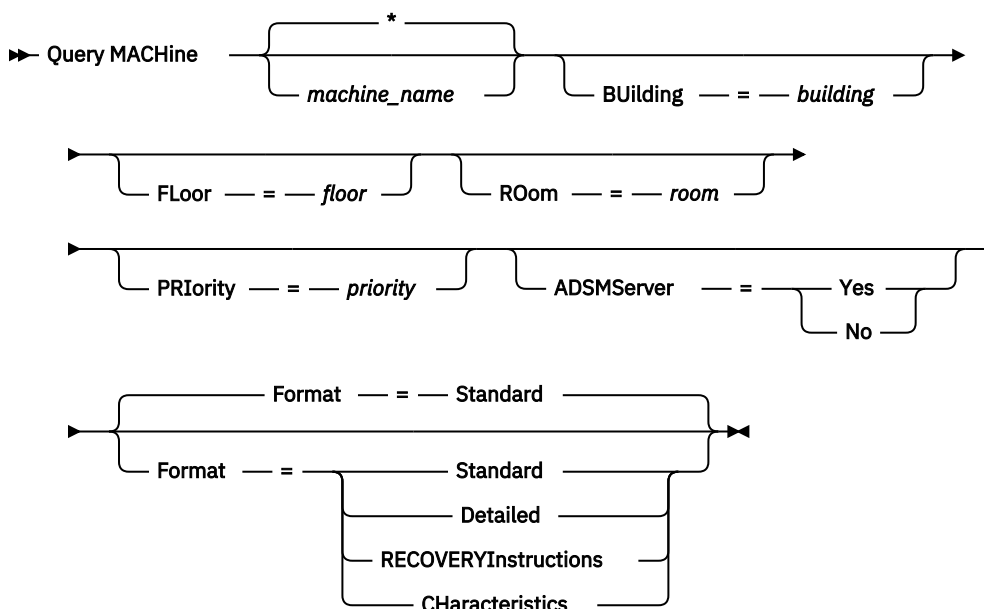 *
Query MACHine
machine_name
BUilding = building
FLoor = floor
ROom = room
PRIority = priority
ADSMServer = Yes
No
Format = Standard
Format = Standard
Detailed
RECOVERYInstructions
CHaracteristics